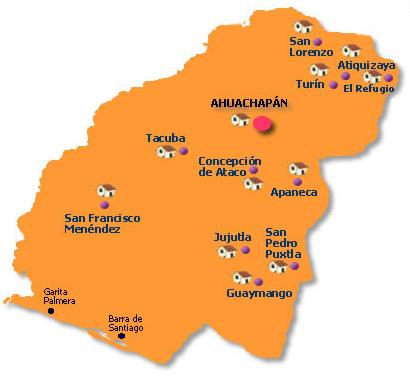 San
Lorenzo
Atiquizaya
Turín
El Refugio
AHUACHAPÁN
Tacuba
Concepción
de Ataco
Apaneca
San Francisco
Menéndez
Jujutla
San
Pedro
Puxtla
Guaymango
Garita
Palmera
Barra de
Santiago